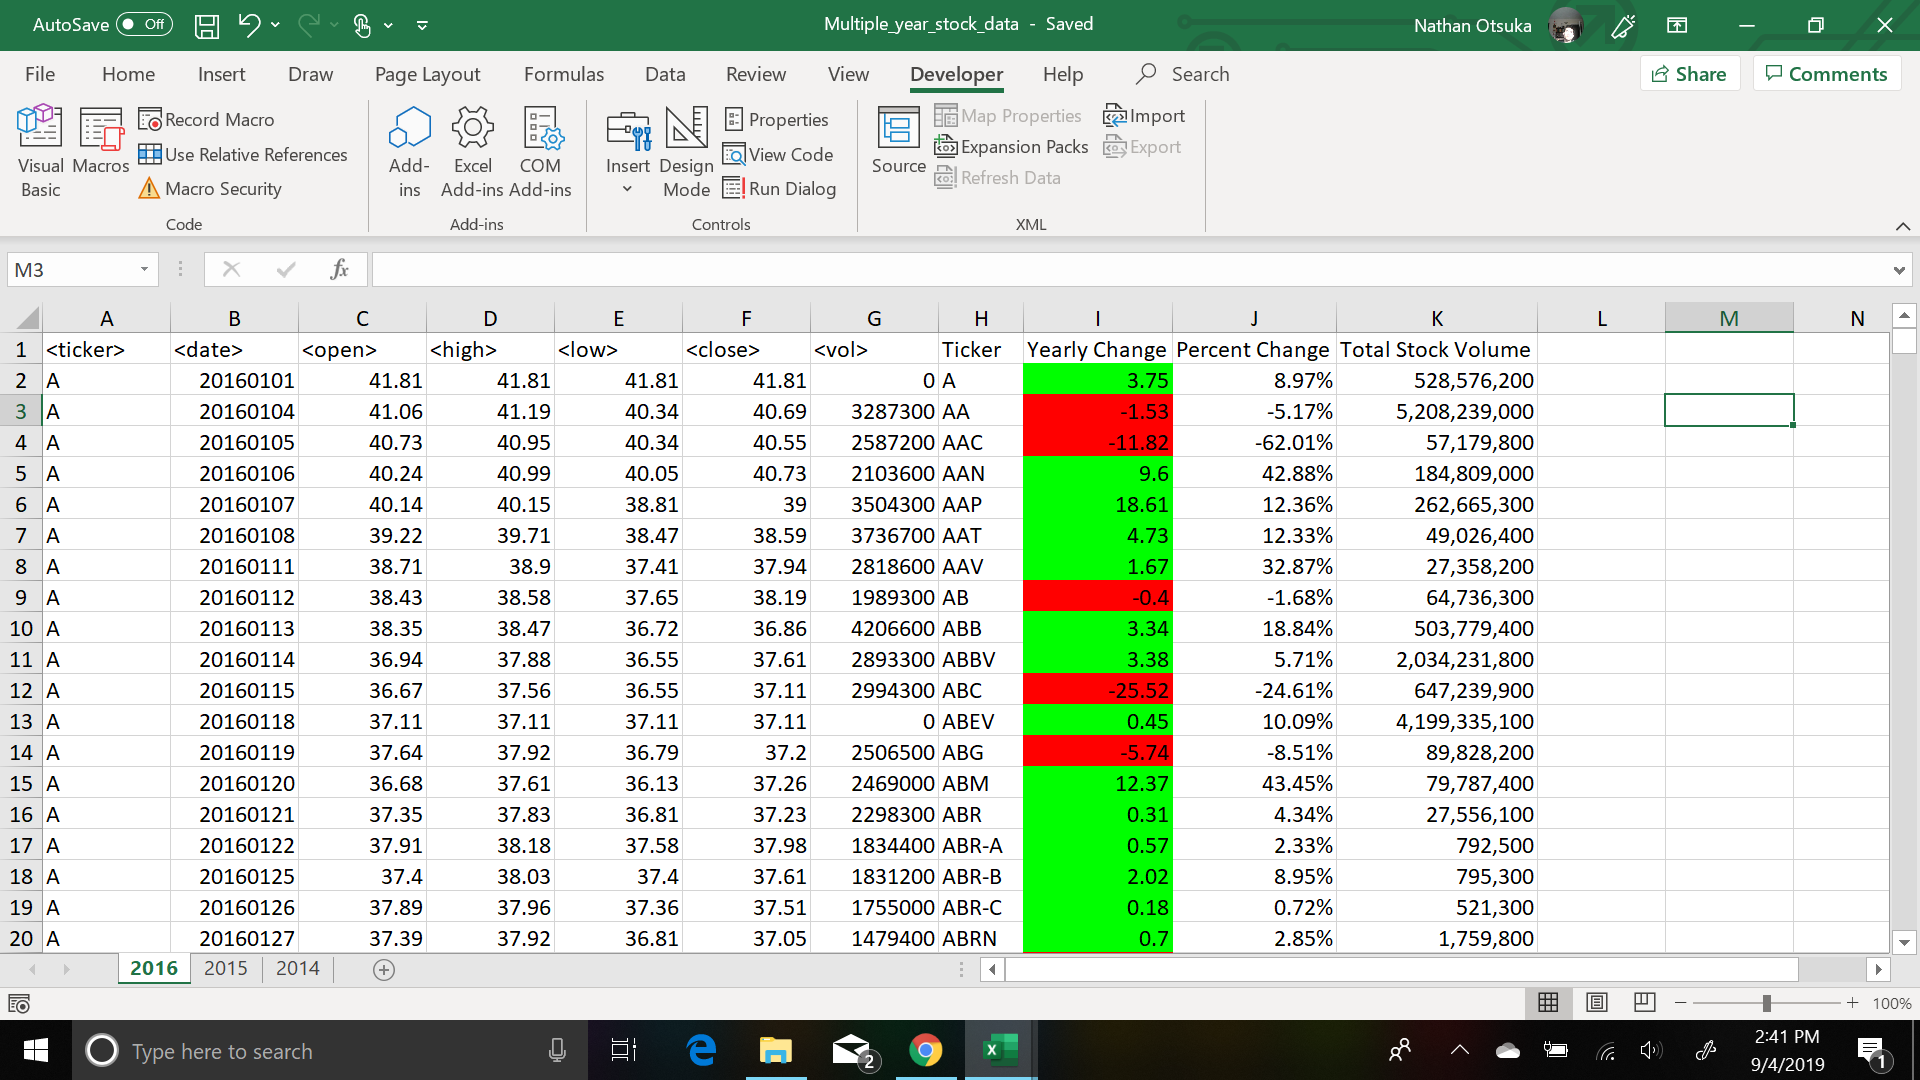 AutoSave Off Multiple_year_stock_data - Saved Nathan Otsuka
File Home Insert Draw Page Layout Formulas Data Review View Developer Help Search Share Comments
Visual Basic
Macros
Record Macro
Use Relative References
Macro Security
Code
Add-ins
Excel Add-ins
COM Add-ins
Add-ins
Insert
Design Mode
Properties
View Code
Run Dialog
Controls
Source
Map Properties
Expansion Packs
Refresh Data
Import
Export
XML
M3 fx
A B C D E F G H I J K L M N
1 <ticker> <date> <open> <high> <low> <close> <vol> Ticker Yearly Change Percent Change Total Stock Volume
2 A 20160101 41.81 41.81 41.81 41.81 0 A 3.75 8.97% 528,576,200
3 A 20160104 41.06 41.19 40.34 40.69 3287300 AA -1.53 -5.17% 5,208,239,000
4 A 20160105 40.73 40.95 40.34 40.55 2587200 AAC -11.82 -62.01% 57,179,800
5 A 20160106 40.24 40.99 40.05 40.73 2103600 AAN 9.6 42.88% 184,809,000
6 A 20160107 40.14 40.15 38.81 39 3504300 AAP 18.61 12.36% 262,665,300
7 A 20160108 39.22 39.71 38.47 38.59 3736700 AAT 4.73 12.33% 49,026,400
8 A 20160111 38.71 38.9 37.41 37.94 2818600 AAV 1.67 32.87% 27,358,200
9 A 20160112 38.43 38.58 37.65 38.19 1989300 AB -0.4 -1.68% 64,736,300
10 A 20160113 38.35 38.47 36.72 36.86 4206600 ABB 3.34 18.84% 503,779,400
11 A 20160114 36.94 37.88 36.55 37.61 2893300 ABBV 3.38 5.71% 2,034,231,800
12 A 20160115 36.67 37.56 36.55 37.11 2994300 ABC -25.52 -24.61% 647,239,900
13 A 20160118 37.11 37.11 37.11 37.11 0 ABEV 0.45 10.09% 4,199,335,100
14 A 20160119 37.64 37.92 36.79 37.2 2506500 ABG -5.74 -8.51% 89,828,200
15 A 20160120 36.68 37.61 36.13 37.26 2469000 ABM 12.37 43.45% 79,787,400
16 A 20160121 37.35 37.83 36.81 37.23 2298300 ABR 0.31 4.34% 27,556,100
17 A 20160122 37.91 38.18 37.58 37.98 1834400 ABR-A 0.57 2.33% 792,500
18 A 20160125 37.4 38.03 37.4 37.61 1831200 ABR-B 2.02 8.95% 795,300
19 A 20160126 37.89 37.96 37.36 37.51 1755000 ABR-C 0.18 0.72% 521,300
20 A 20160127 37.39 37.92 36.81 37.05 1479400 ABRN 0.7 2.85% 1,759,800
2016 2015 2014
100%
Type here to search 2 2:41 PM
9/4/2019 1